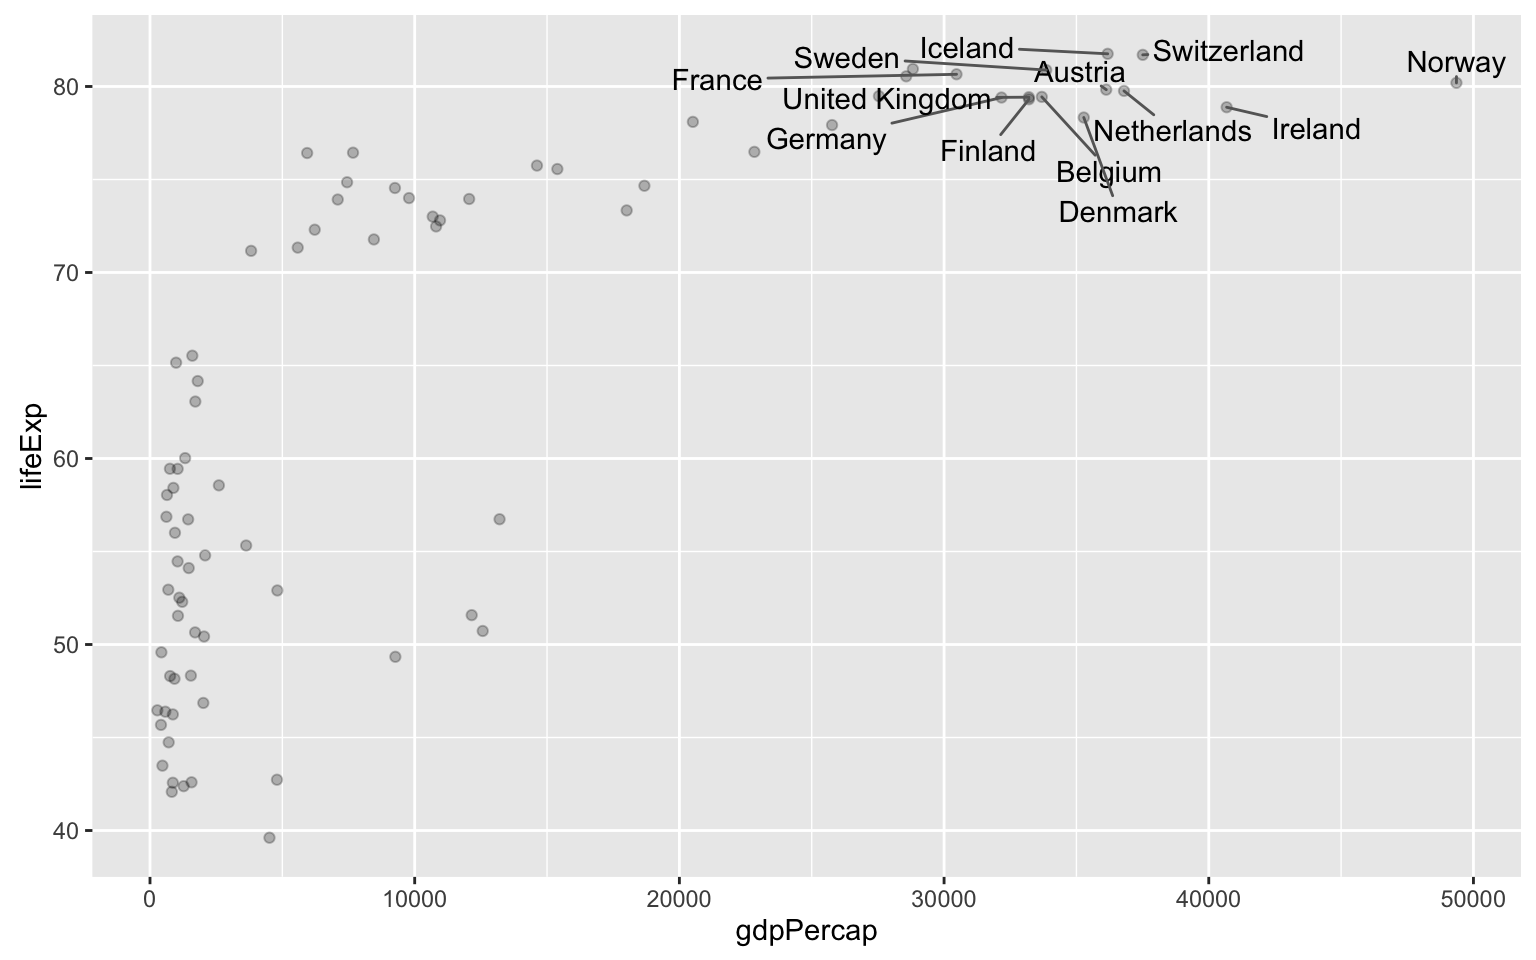 Iceland
Switzerland
Sweden
Norway
Austria
France
United Kingdom
Netherlands
Ireland
Germany
Finland
Belgium
Denmark
80
70
60
50
40
lifeExp
0
10000
20000
30000
40000
50000
gdpPercap